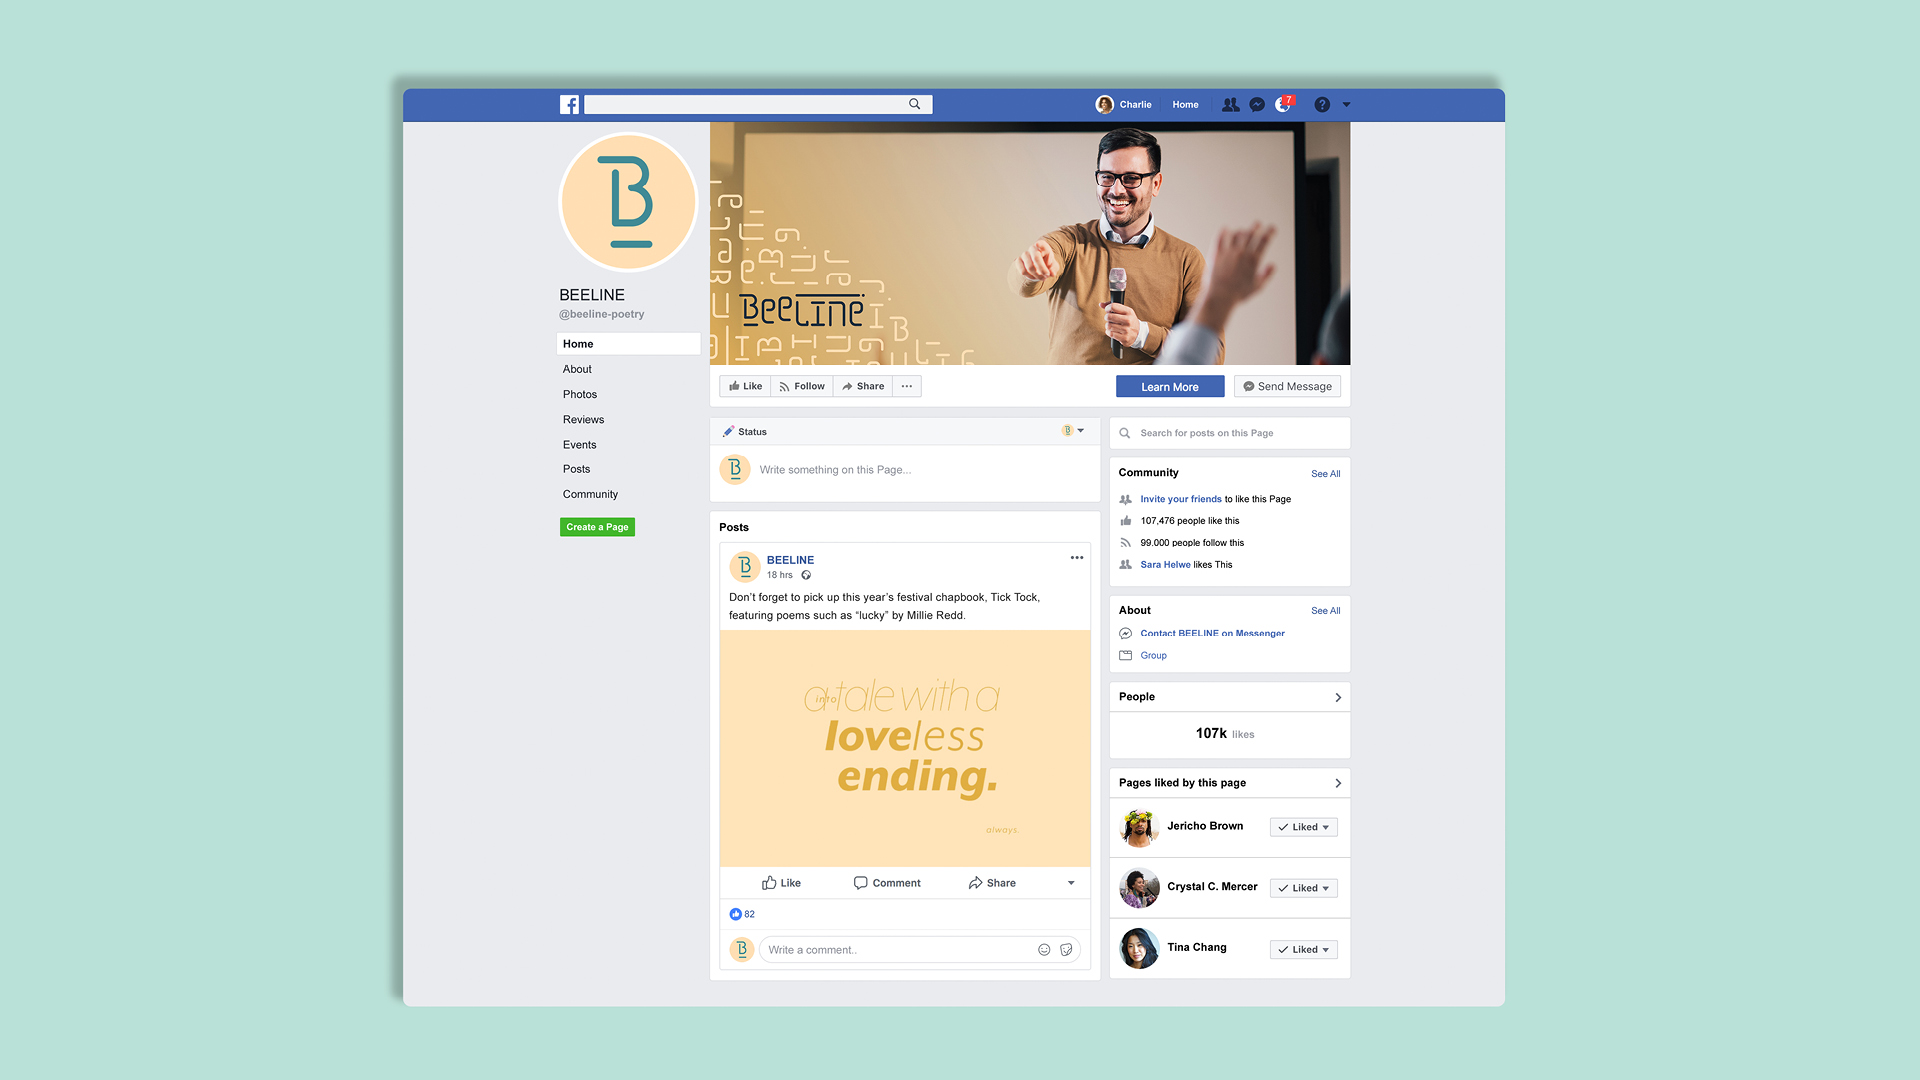 Charlie
Home
7
?
B
BEELINE
@beeline-poetry
Home
About
Photos
Reviews
Events
Posts
Community
Create a Page
Beeline
Like
Follow
Share
Learn More
Send Message
Status
Write something on this Page...
Posts
BEELINE
18 hrs
Don’t forget to pick up this year’s festival chapbook, Tick Tock,
featuring poems such as “lucky” by Millie Redd.
a tale with a
into
loveless
ending.
always.
Like
Comment
Share
82
Write a comment..
Search for posts on this Page
Community
See All
Invite your friends to like this Page
107,476 people like this
99.000 people follow this
Sara Helwe likes This
About
See All
Contact BEELINE on Messenger
Group
People
107k likes
Pages liked by this page
Jericho Brown
Liked
Crystal C. Mercer
Liked
Tina Chang
Liked